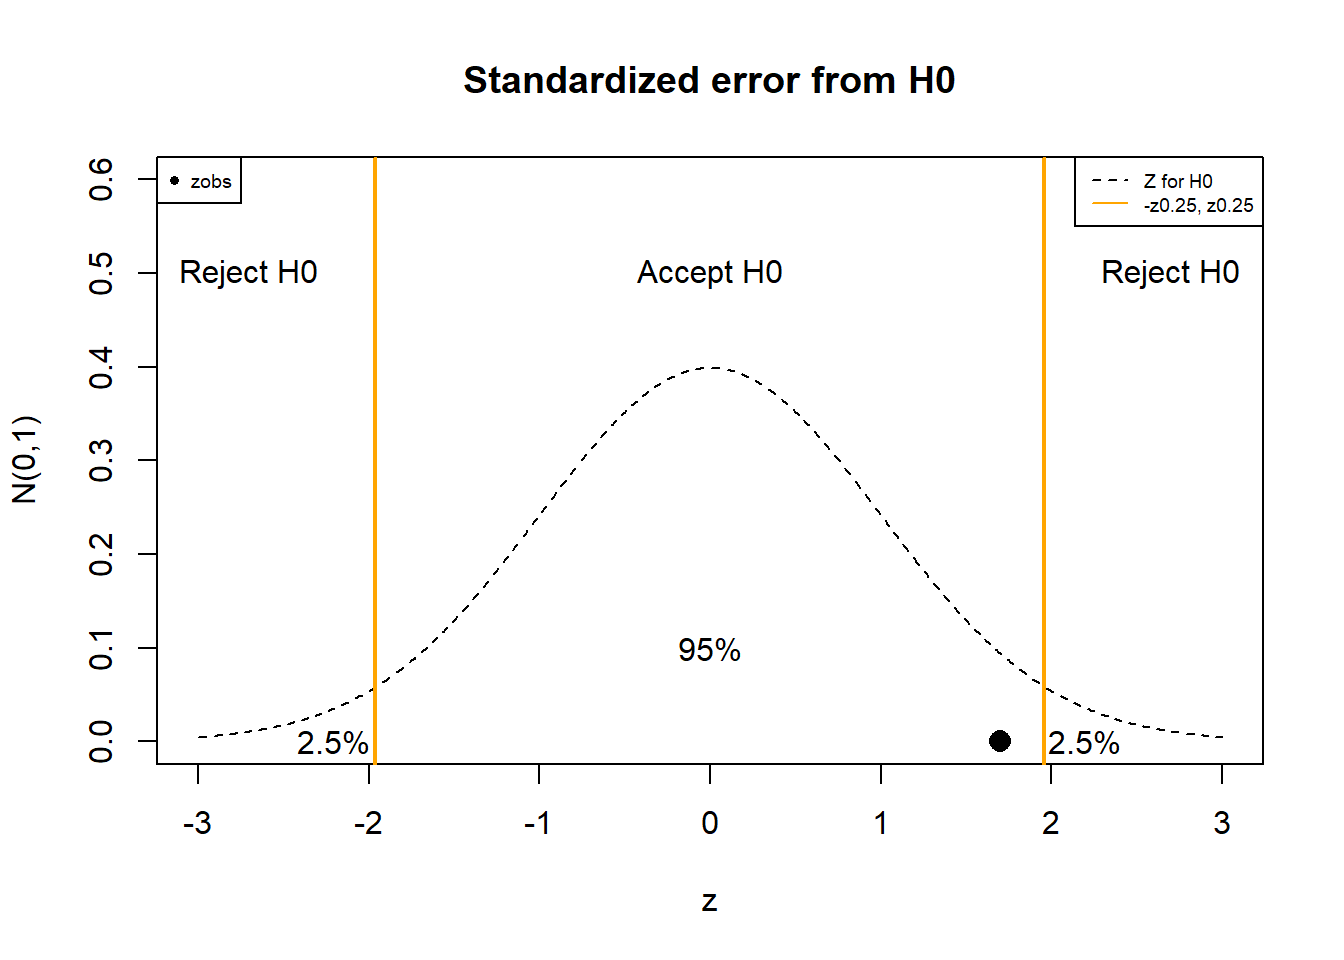 Standardized error from H0
zobs
Z for H0
-z0.25, z0.25
Reject H0
Accept H0
Reject H0
N(0,1)
0.6
0.5
0.4
0.3
0.2
0.1
0.0
95%
2.5%
2.5%
-3
-2
-1
0
1
2
3
z